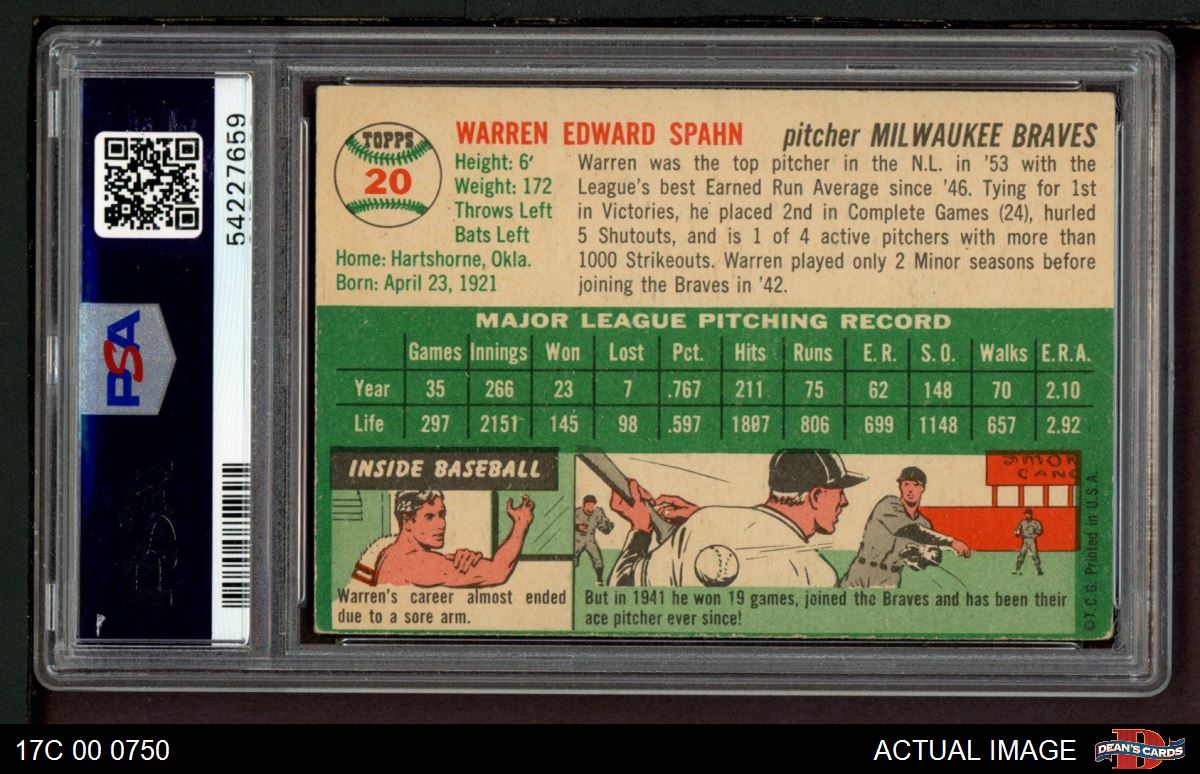 54227659
PSA
TOPPS
20
WARREN EDWARD SPAHN pitcher MILWAUKEE BRAVES
Height: 6′
Weight: 172
Throws Left
Bats Left
Home: Hartshorne, Okla.
Born: April 23, 1921
Warren was the top pitcher in the N.L. in '53 with the
League's best Earned Run Average since '46. Tying for 1st
in Victories, he placed 2nd in Complete Games (24), hurled
5 Shutouts, and is 1 of 4 active pitchers with more than
1000 Strikeouts. Warren played only 2 Minor seasons before
joining the Braves in '42.
MAJOR LEAGUE PITCHING RECORD
Games Innings Won Lost Pct. Hits Runs E.R. S.O. Walks E.R.A.
Year 35 266 23 7 .767 211 75 62 148 70 2.10
Life 297 2151 145 98 .597 1807 806 699 1148 657 2.92
INSIDE BASEBALL
Warren's career almost ended
due to a sore arm.
But in 1941 he won 19 games, joined the Braves and has been their
ace pitcher ever since!
©T.C.G. Printed in U.S.A.
17C 00 0750
ACTUAL IMAGE
DEAN'S CARDS